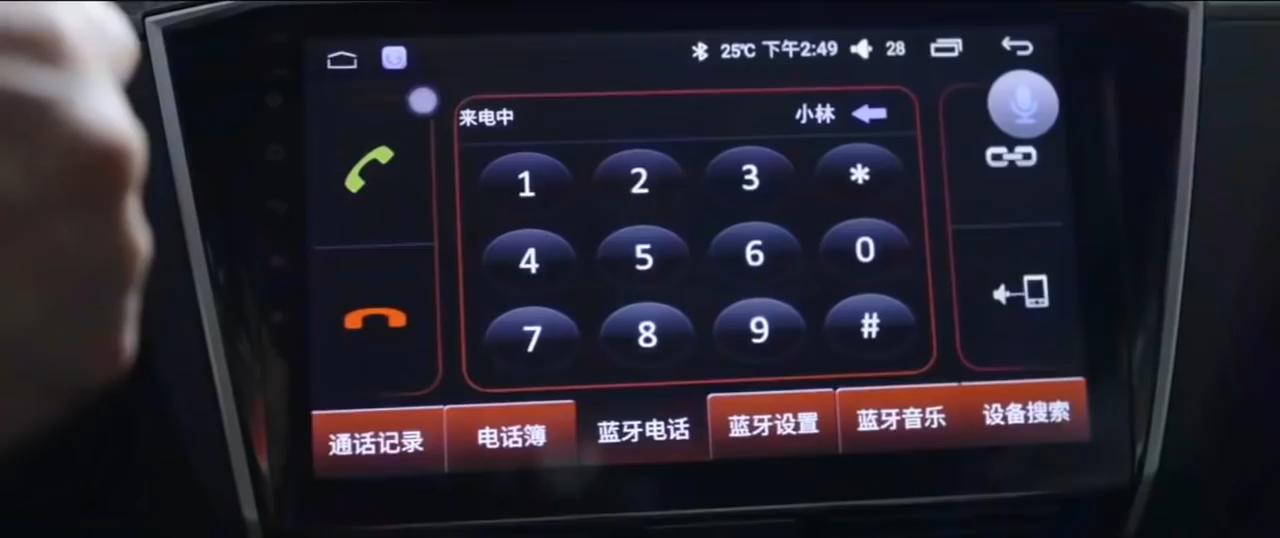 25℃ 下午2:49 28
来电中 小林
1 2 3 *
4 5 6 0
7 8 9 #
通话记录 电话簿 蓝牙电话 蓝牙设置 蓝牙音乐 设备搜索